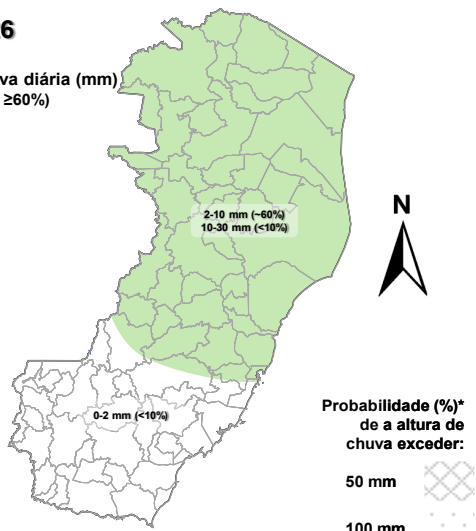 6
va diária (mm)
≥60%)
2-10 mm (~60%)
10-30 mm (<10%)
N
0-2 mm (<10%)
Probabilidade (%)*
de a altura de
chuva exceder:
50 mm
100 mm